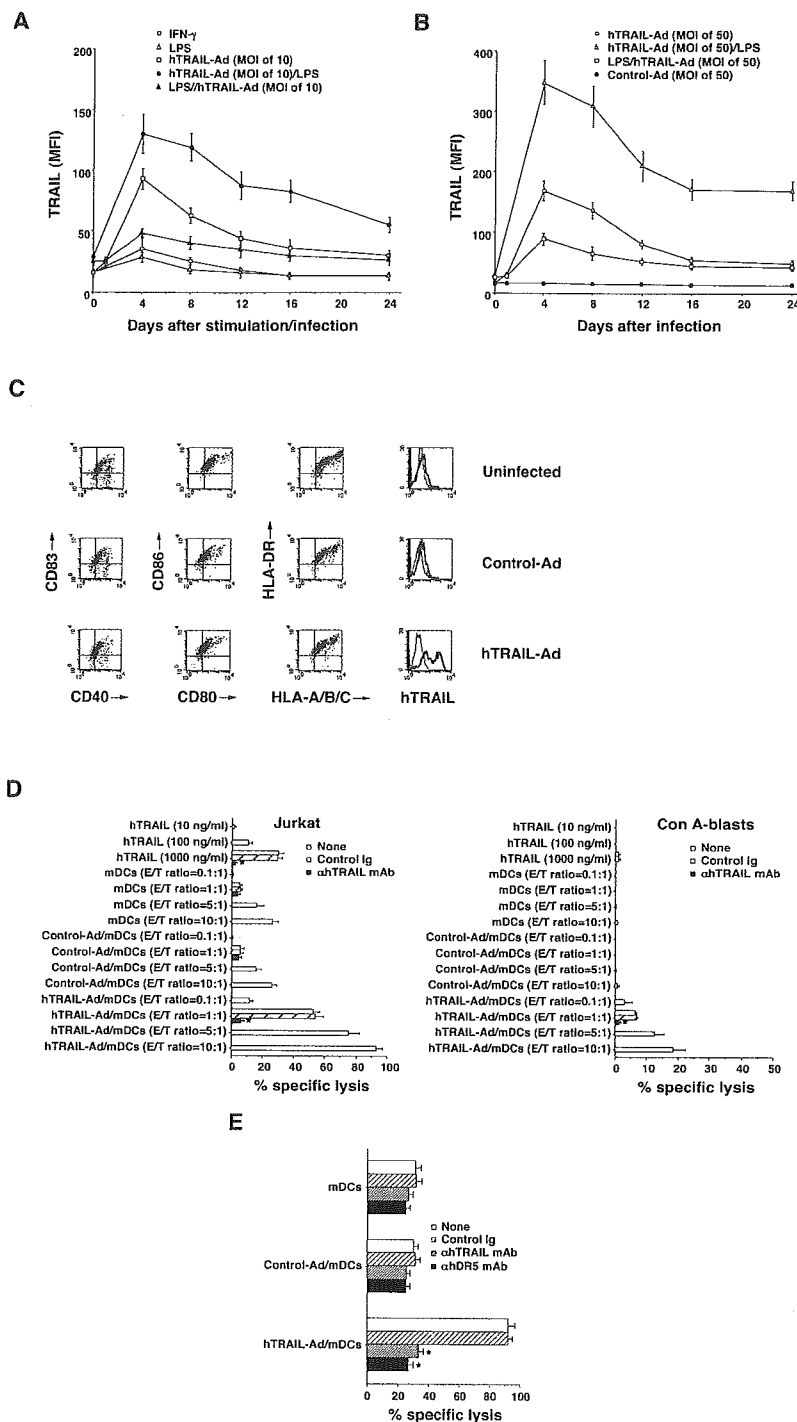 A
IFN-γ
LPS
hTRAIL-Ad (MOI of 10)
hTRAIL-Ad (MOI of 10)/LPS
LPS//hTRAIL-Ad (MOI of 10)
TRAIL (MFI)
200
150
100
50
0
0 4 8 12 16 20 24
Days after stimulation/infection
B
hTRAIL-Ad (MOI of 50)
hTRAIL-Ad (MOI of 50)/LPS
LPS/hTRAIL-Ad (MOI of 50)
Control-Ad (MOI of 50)
TRAIL (MFI)
400
300
200
100
0
0 4 8 12 16 20 24
Days after infection
C
Uninfected
Control-Ad
hTRAIL-Ad
CD83
CD86
HLA-DR
CD40
CD80
HLA-A/B/C
hTRAIL
D
Jurkat
None
Control Ig
αhTRAIL mAb
hTRAIL (10 ng/ml)
hTRAIL (100 ng/ml)
hTRAIL (1000 ng/ml)
mDCs (E/T ratio=0.1:1)
mDCs (E/T ratio=1:1)
mDCs (E/T ratio=5:1)
mDCs (E/T ratio=10:1)
Control-Ad/mDCs (E/T ratio=0.1:1)
Control-Ad/mDCs (E/T ratio=1:1)
Control-Ad/mDCs (E/T ratio=5:1)
Control-Ad/mDCs (E/T ratio=10:1)
hTRAIL-Ad/mDCs (E/T ratio=0.1:1)
hTRAIL-Ad/mDCs (E/T ratio=1:1)
hTRAIL-Ad/mDCs (E/T ratio=5:1)
hTRAIL-Ad/mDCs (E/T ratio=10:1)
0 20 40 60 80 100
% specific lysis
Con A-blasts
None
Control Ig
αhTRAIL mAb
hTRAIL (10 ng/ml)
hTRAIL (100 ng/ml)
hTRAIL (1000 ng/ml)
mDCs (E/T ratio=0.1:1)
mDCs (E/T ratio=1:1)
mDCs (E/T ratio=5:1)
mDCs (E/T ratio=10:1)
Control-Ad/mDCs (E/T ratio=0.1:1)
Control-Ad/mDCs (E/T ratio=1:1)
Control-Ad/mDCs (E/T ratio=5:1)
Control-Ad/mDCs (E/T ratio=10:1)
hTRAIL-Ad/mDCs (E/T ratio=0.1:1)
hTRAIL-Ad/mDCs (E/T ratio=1:1)
hTRAIL-Ad/mDCs (E/T ratio=5:1)
hTRAIL-Ad/mDCs (E/T ratio=10:1)
0 10 20 30 40 50
% specific lysis
E
mDCs
Control-Ad/mDCs
hTRAIL-Ad/mDCs
None
Control Ig
αhTRAIL mAb
αhDR5 mAb
0 20 40 60 80 100
% specific lysis